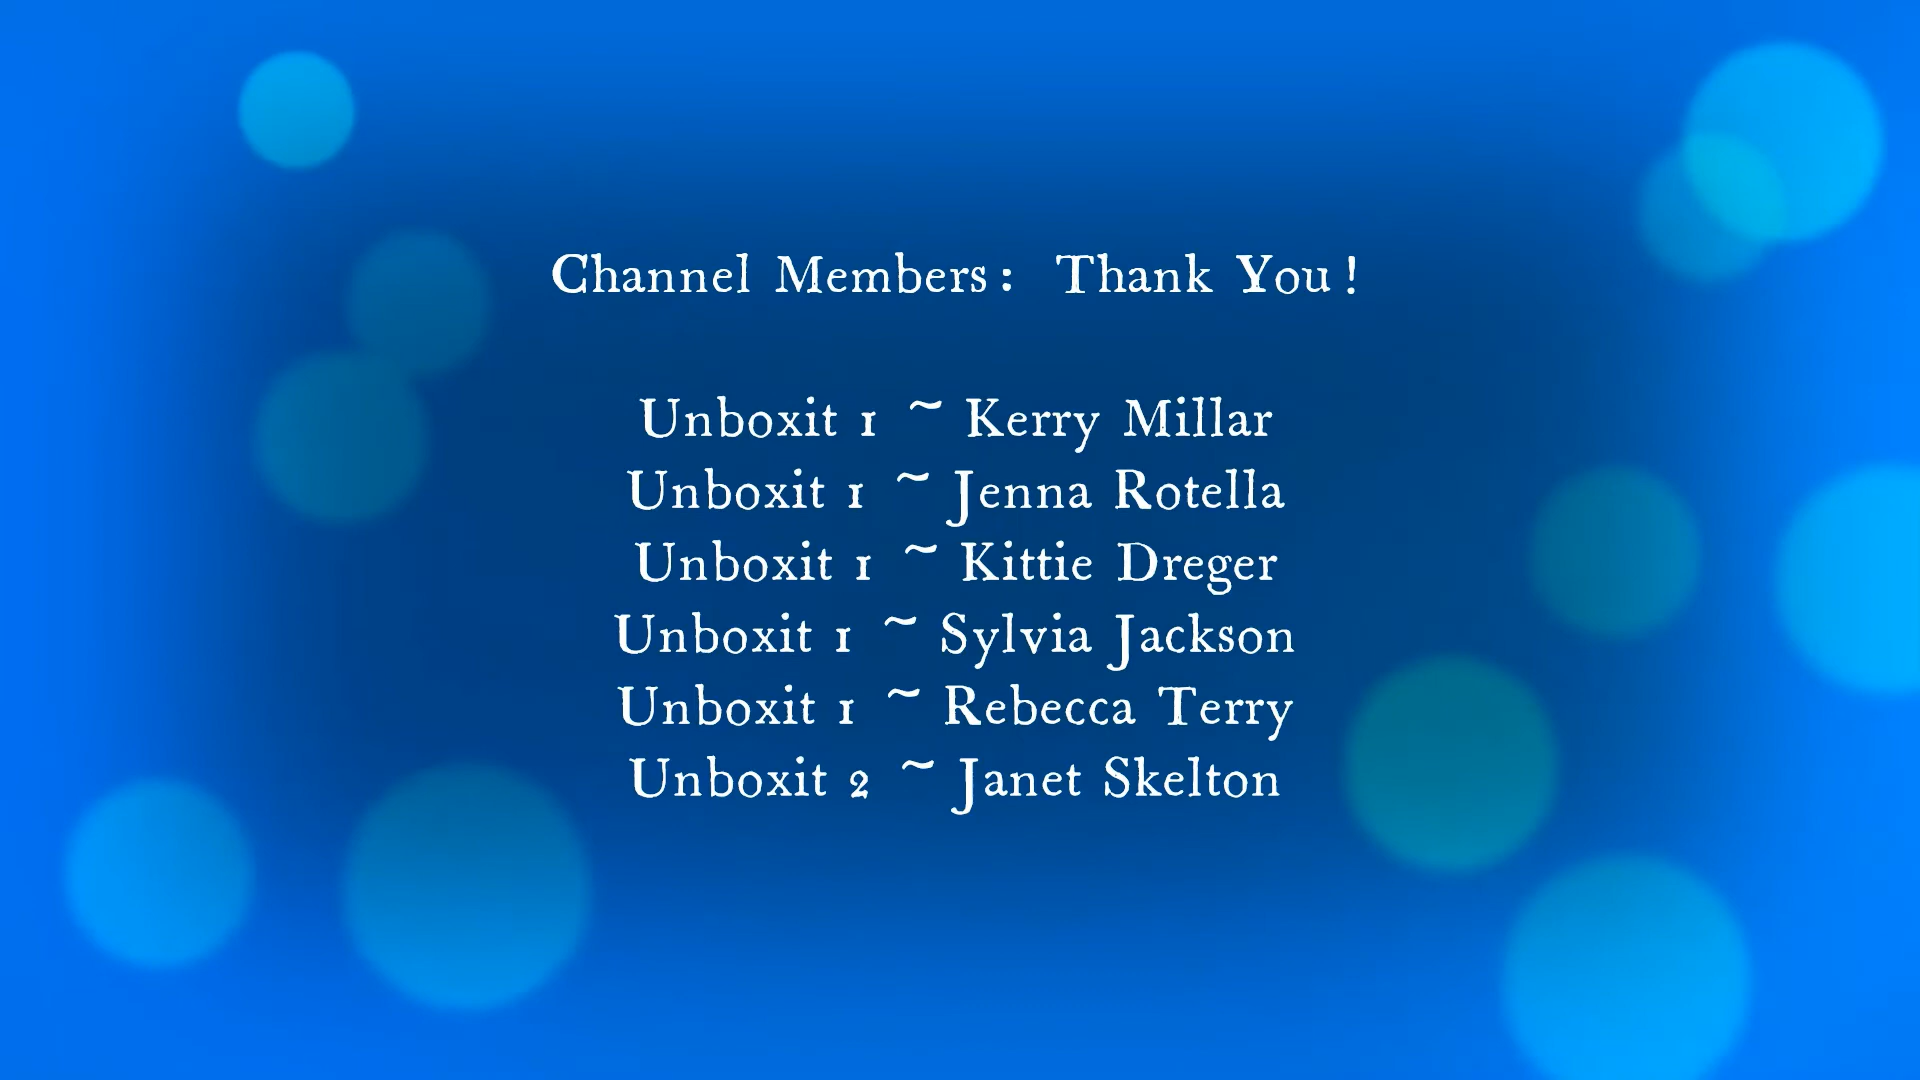 Channel Members: Thank You!
Unboxit 1 ~ Kerry Millar
Unboxit 1 ~ Jenna Rotella
Unboxit 1 ~ Kittie Dreger
Unboxit 1 ~ Sylvia Jackson
Unboxit 1 ~ Rebecca Terry
Unboxit 2 ~ Janet Skelton